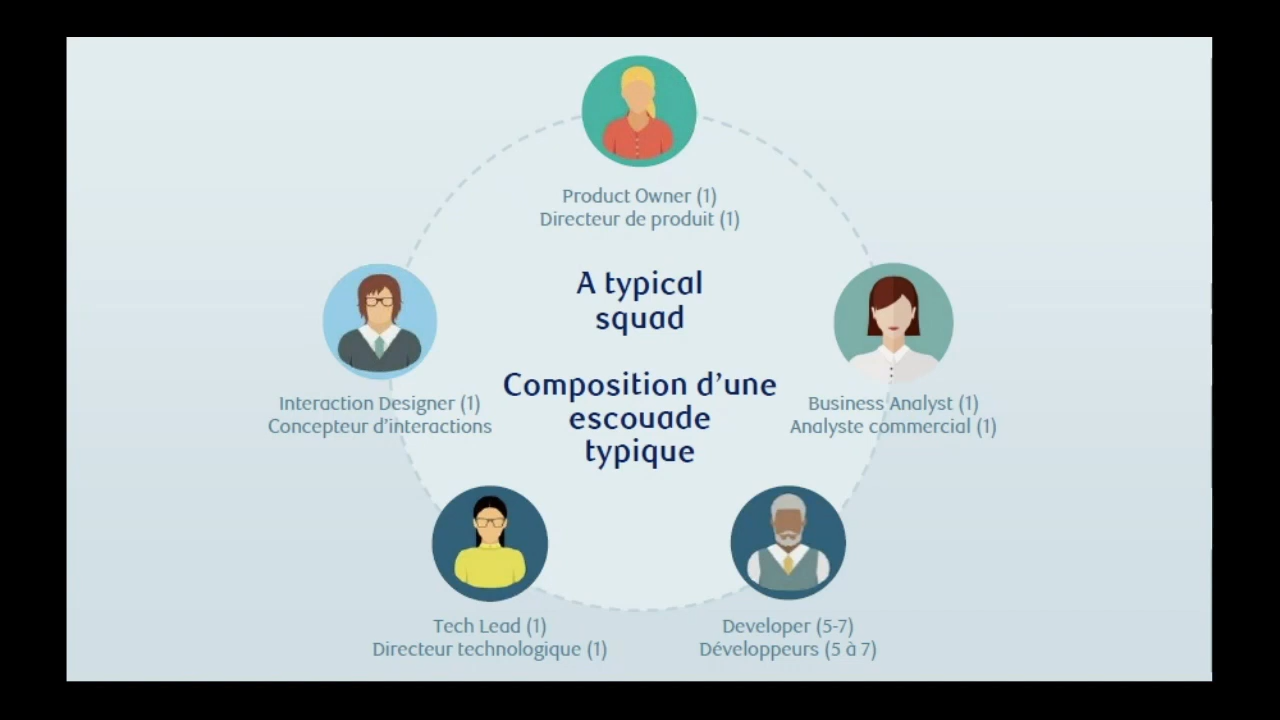 Product Owner (1)
Directeur de produit (1)
A typical
squad
Composition d'une
escouade
typique
Interaction Designer (1)
Concepteur d'interactions
Business Analyst (1)
Analyste commercial (1)
Tech Lead (1)
Directeur technologique (1)
Developer (5-7)
Développeurs (5 à 7)